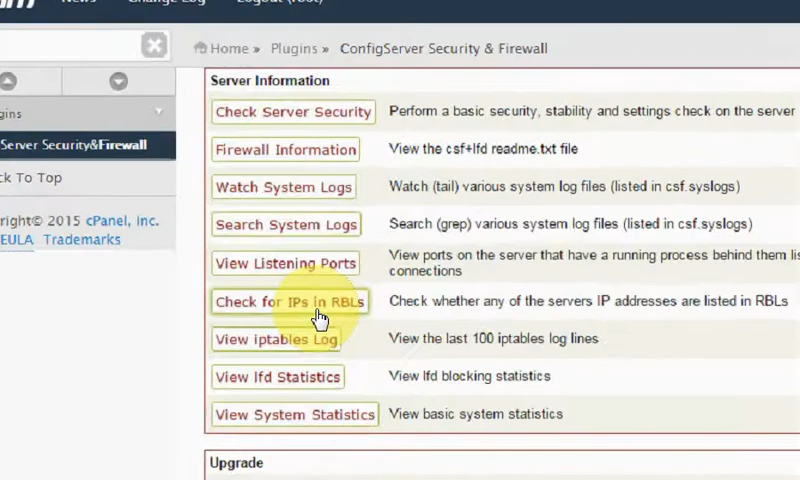 News Change Log Logout (root)
Home » Plugins » ConfigServer Security & Firewall
Server Information
Check Server Security Perform a basic security, stability and settings check on the server
Firewall Information View the csf+lfd readme.txt file
Watch System Logs Watch (tail) various system log files (listed in csf.syslogs)
Search System Logs Search (grep) various system log files (listed in csf.syslogs)
View Listening Ports View ports on the server that have a running process behind them
connections
Check for IPs in RBLs Check whether any of the servers IP addresses are listed in RBLs
View iptables Log View the last 100 iptables log lines
View lfd Statistics View lfd blocking statistics
View System Statistics View basic system statistics
Upgrade
gins
Server Security&Firewall
ck To Top
right© 2015 cPanel, Inc.
EULA Trademarks